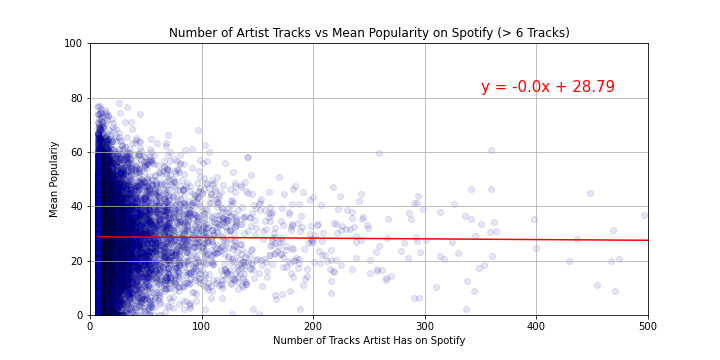 Number of Artist Tracks vs Mean Popularity on Spotify (> 6 Tracks)
y = -0.0x + 28.79
Mean Populariy
100
80
60
40
20
0
0 100 200 300 400 500
Number of Tracks Artist Has on Spotify